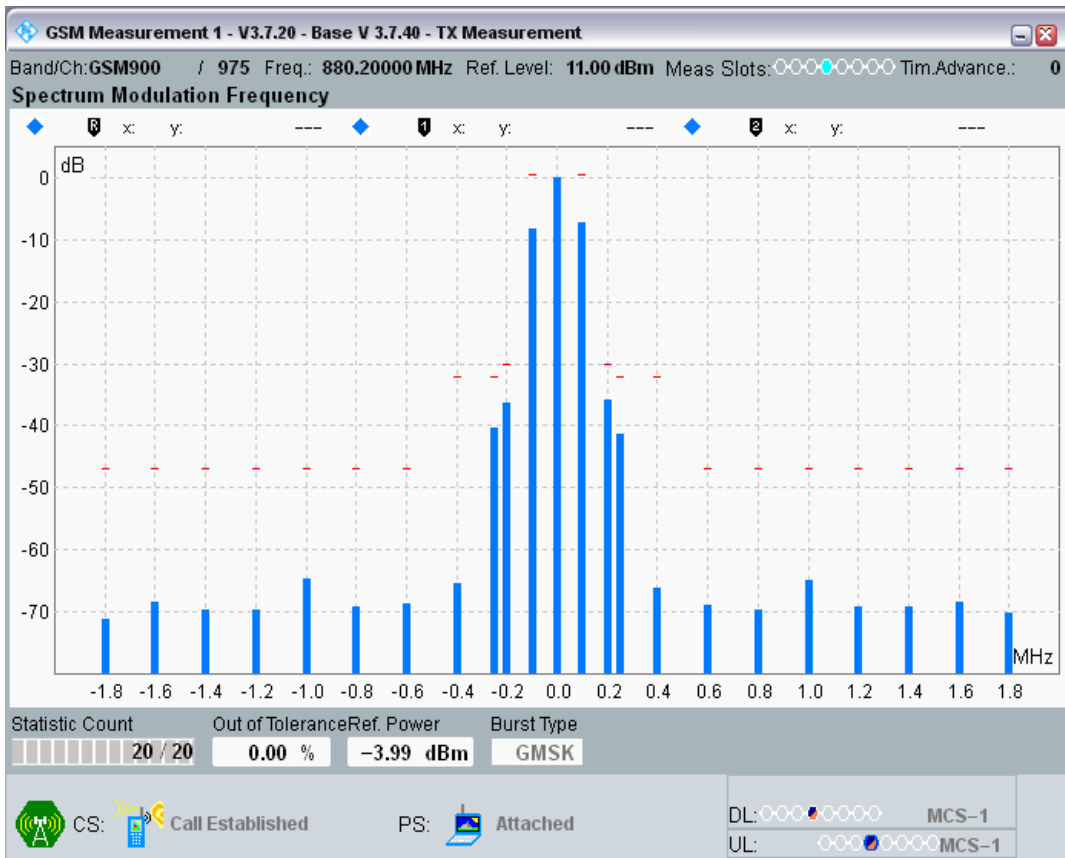 GSM Measurement 1 - V3.7.20 - Base V 3.7.40 - TX Measurement
Band/Ch:GSM900 / 975 Freq.: 880.20000 MHz Ref. Level: 11.00 dBm Meas Slots: Tim.Advance.: 0
Spectrum Modulation Frequency
R x: y: --- 1 x: y: --- 2 x: y: ---
dB
0
-10
-20
-30
-40
-50
-60
-70
MHz
-1.8 -1.6 -1.4 -1.2 -1.0 -0.8 -0.6 -0.4 -0.2 0.0 0.2 0.4 0.6 0.8 1.0 1.2 1.4 1.6 1.8
Statistic Count Out of Tolerance Ref. Power Burst Type
20 / 20 0.00 % −3.99 dBm GMSK
CS: Call Established PS: Attached
DL: MCS−1
UL: MCS−1